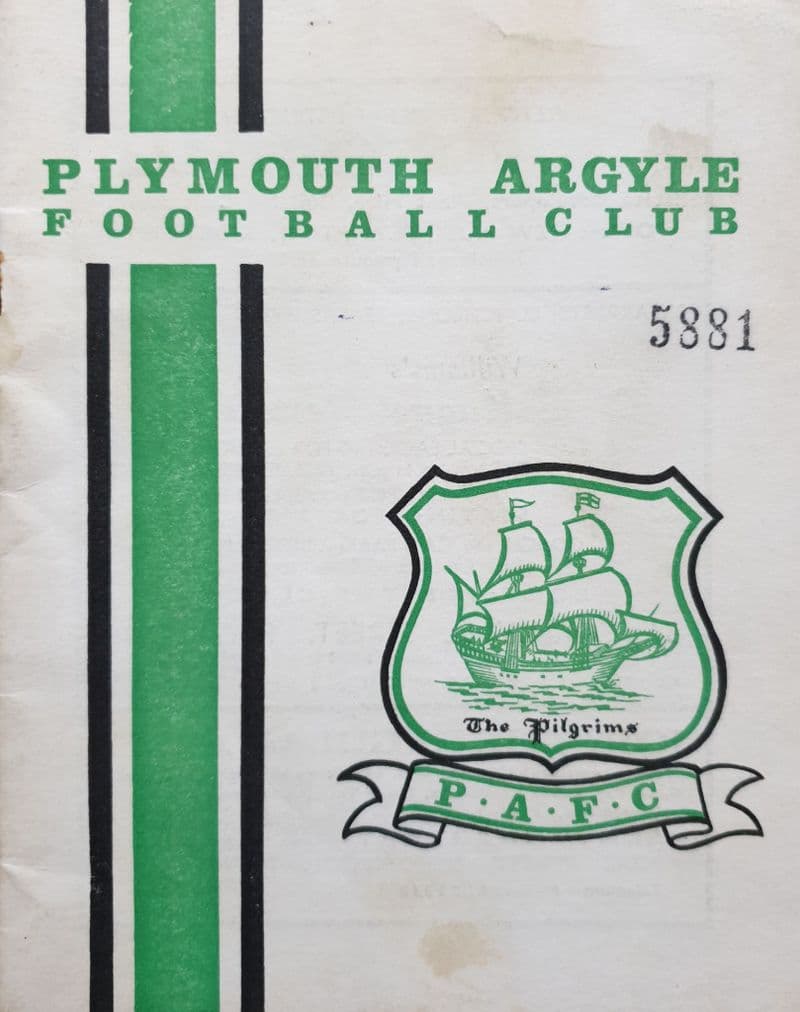 PLYMOUTH ARGYLE
FOOTBALL CLUB
5881
The Pilgrims
P·A·F·C